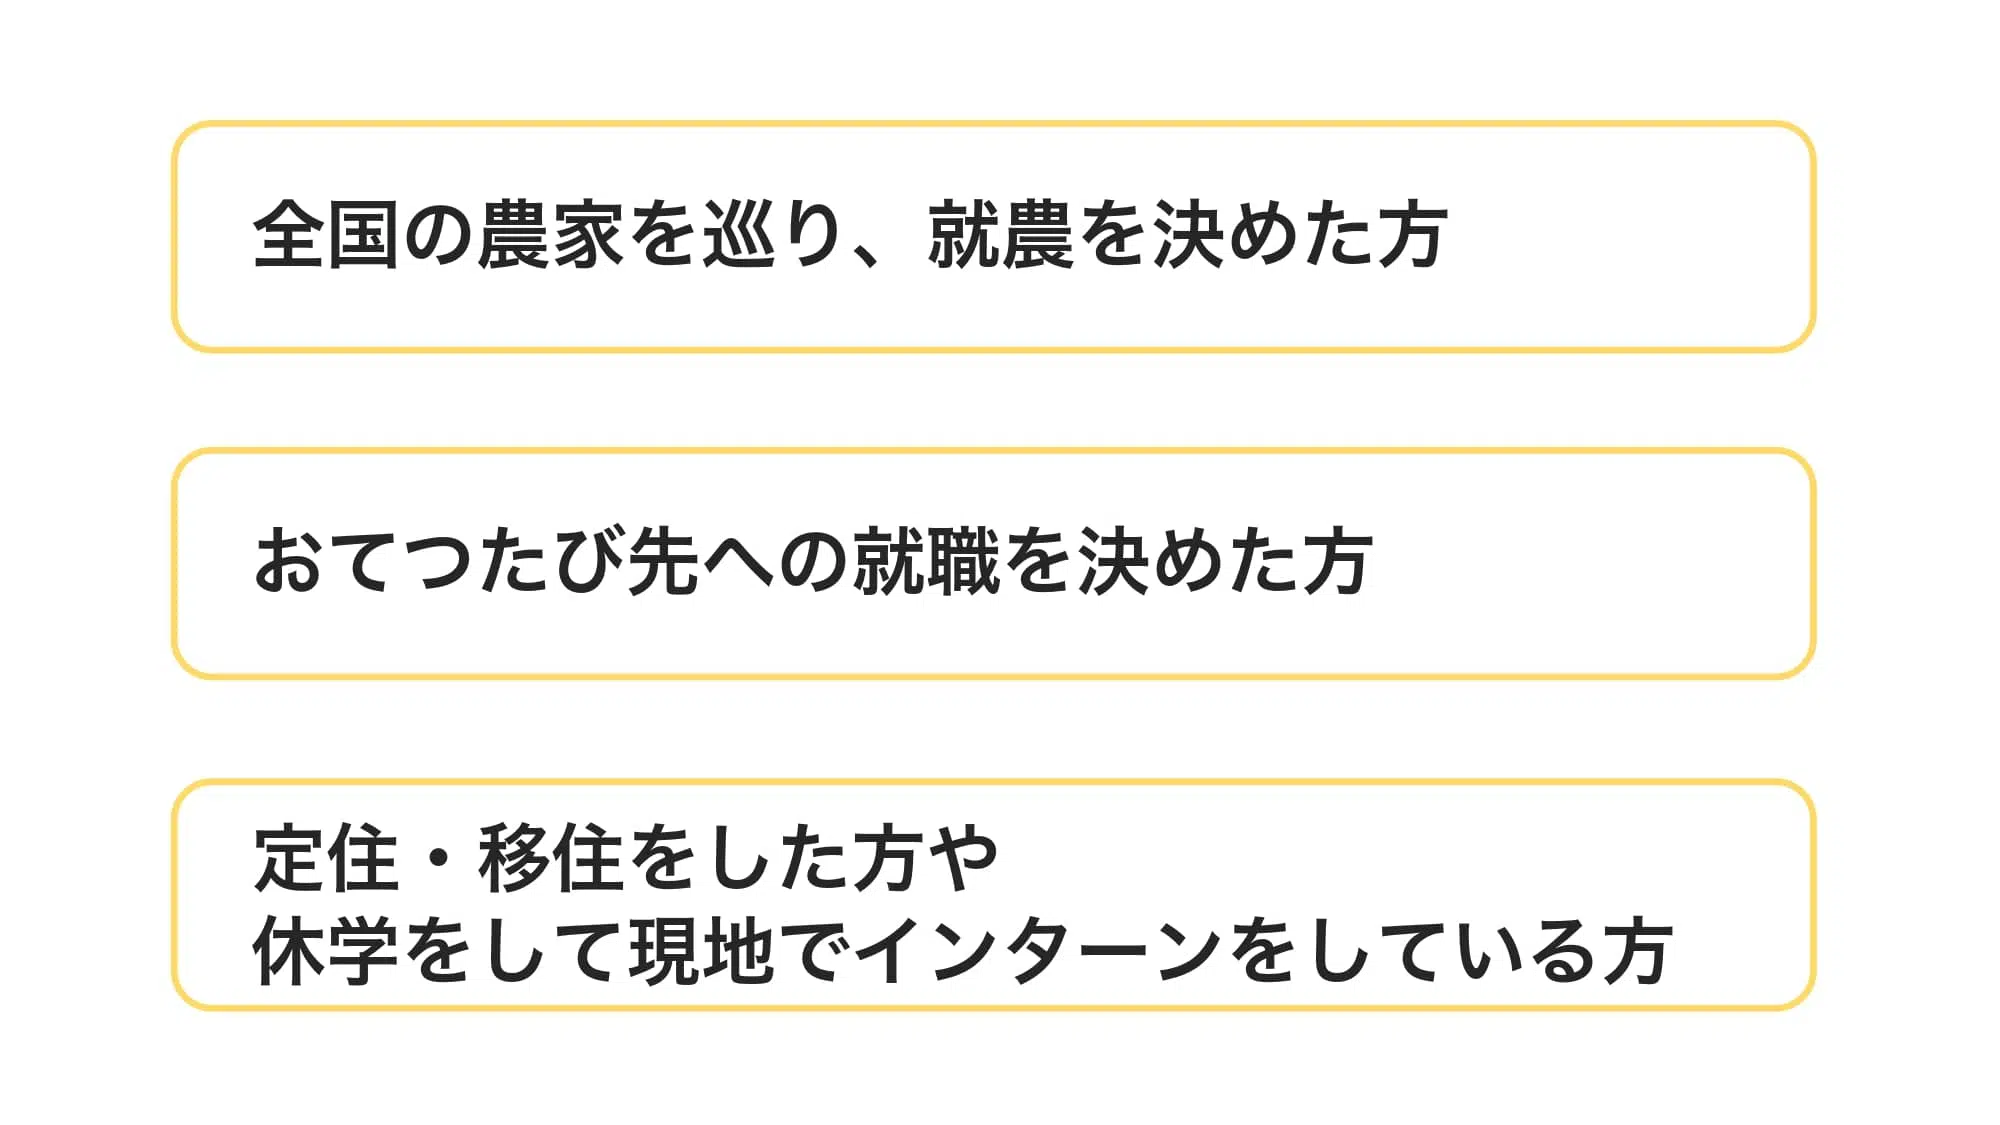 全国の農家を巡り、就農を決めた方
おてつたび先への就職を決めた方
定住・移住をした方や
休学をして現地でインターンをしている方